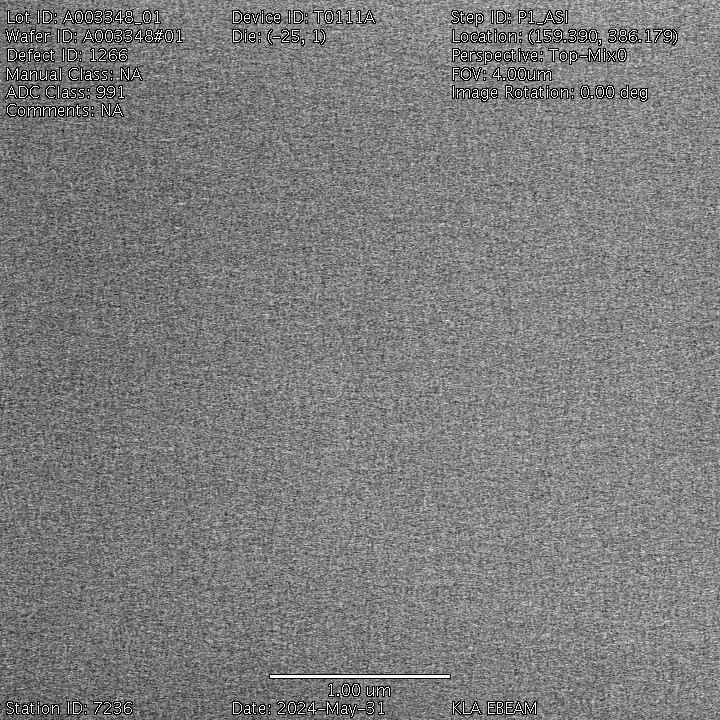 Lot ID: A003348_01 Device ID: T0111A Step ID: P1_ASI
Wafer ID: A003348#01 Die: (-25, 1) Location: (159.390, 386.179)
Defect ID: 1266 Perspective: Top-Mix0
Manual Class: NA FOV: 4.00um
ADC Class: 991 Image Rotation: 0.00 deg
Comments: NA
1.00 um
Station ID: 7236 Date: 2024-May-31 KLA EBEAM